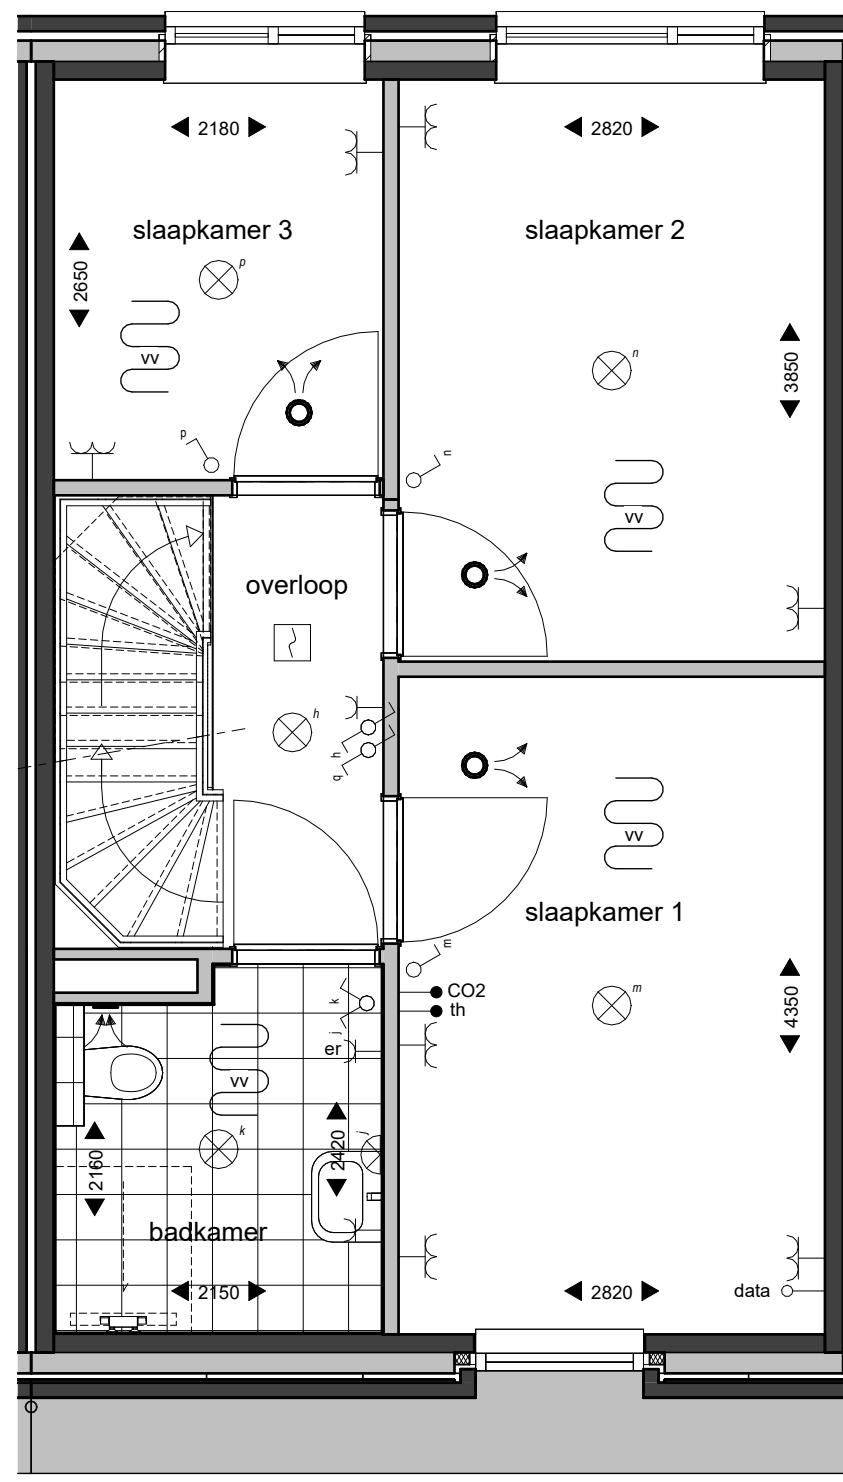 2180
2820
slaapkamer 3
slaapkamer 2
p
2650
vv
n
3850
p
n
vv
overloop
h
h
q
vv
slaapkamer 1
m
k
CO2
m
th
4350
j
er
vv
k
j
2420
2160
badkamer
2150
2820
data